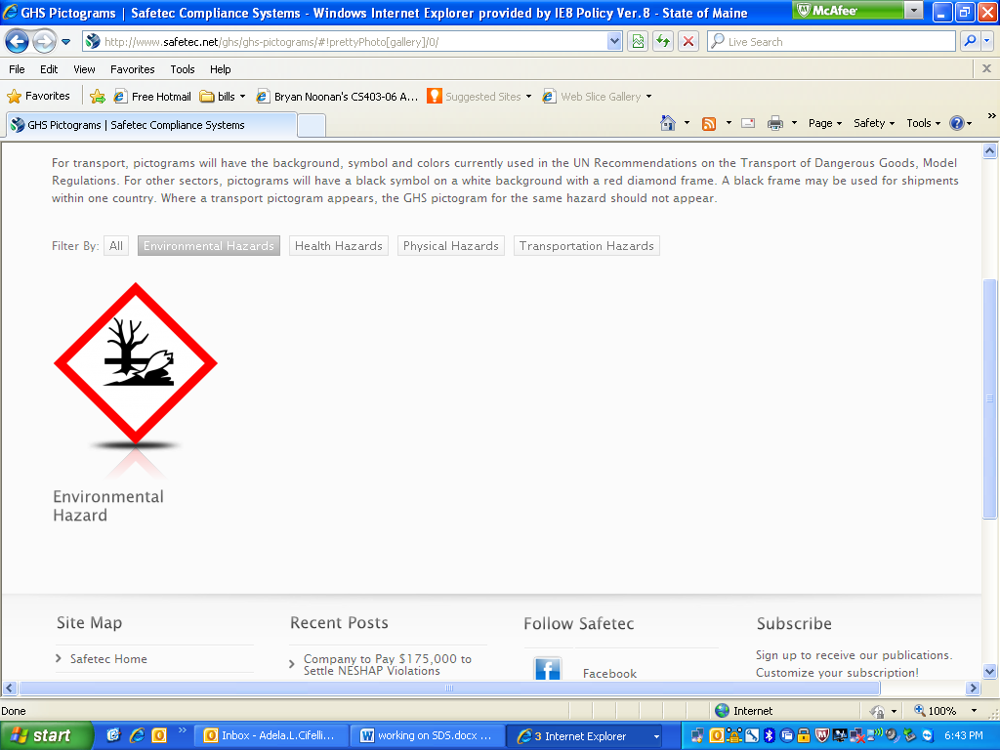 GHS Pictograms | Safetec Compliance Systems - Windows Internet Explorer provided by IE8 Policy Ver.8 - State of Maine
McAfee
http://www.safetec.net/ghs/ghs-pictograms/#!prettyPhoto[gallery]/0/
Live Search
File Edit View Favorites Tools Help
Favorites Free Hotmail bills Bryan Noonan's CS403-06 A... Suggested Sites Web Slice Gallery
GHS Pictograms | Safetec Compliance Systems
Page Safety Tools
For transport, pictograms will have the background, symbol and colors currently used in the UN Recommendations on the Transport of Dangerous Goods, Model
Regulations. For other sectors, pictograms will have a black symbol on a white background with a red diamond frame. A black frame may be used for shipments
within one country. Where a transport pictogram appears, the GHS pictogram for the same hazard should not appear.
Filter By: All Environmental Hazards Health Hazards Physical Hazards Transportation Hazards
Environmental
Hazard
Site Map
Safetec Home
Recent Posts
Company to Pay $175,000 to
Settle NESHAP Violations
Follow Safetec
Facebook
Subscribe
Sign up to receive our publications.
Customize your subscription!
Done Internet 100%
start Inbox - Adela.L.Cifelli... working on SDS.docx ... 3 Internet Explorer 6:43 PM